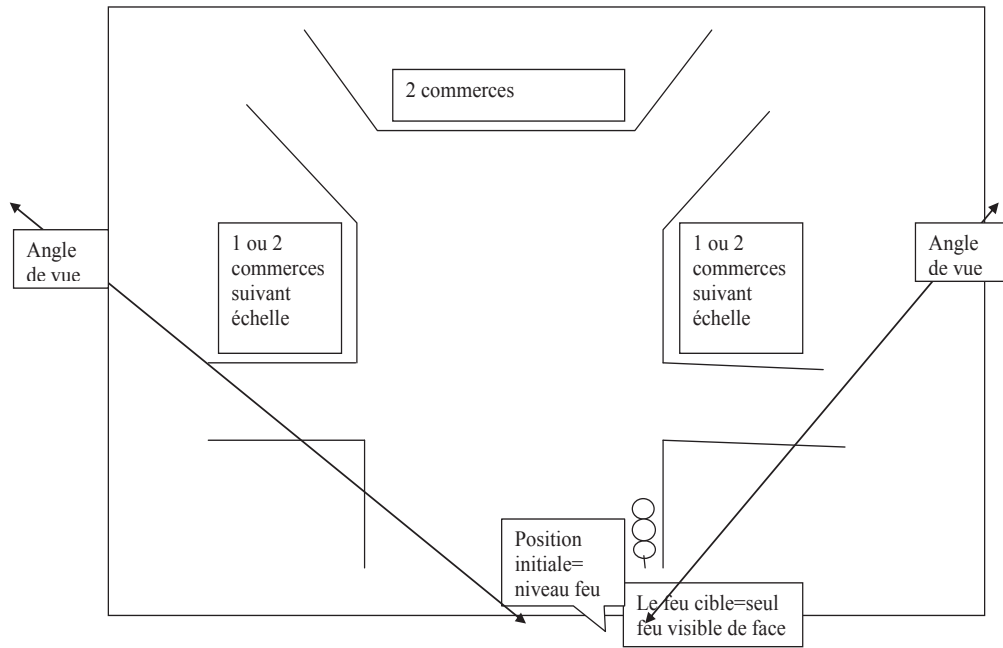 2 commerces
Angle
de vue
1 ou 2
commerces
suivant
échelle
1 ou 2
commerces
suivant
échelle
Angle
de vue
Position
initiale=
niveau feu
Le feu cible=seul
feu visible de face